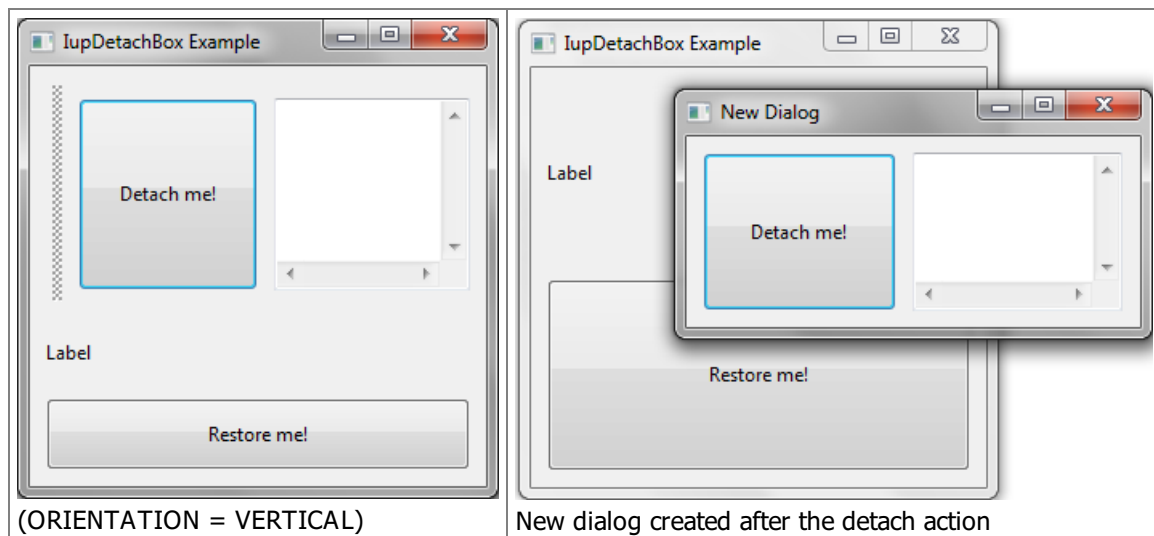 IupDetachBox Example
Detach me!
Label
Restore me!
(ORIENTATION = VERTICAL)
IupDetachBox Example
New Dialog
Label
Detach me!
Restore me!
New dialog created after the detach action